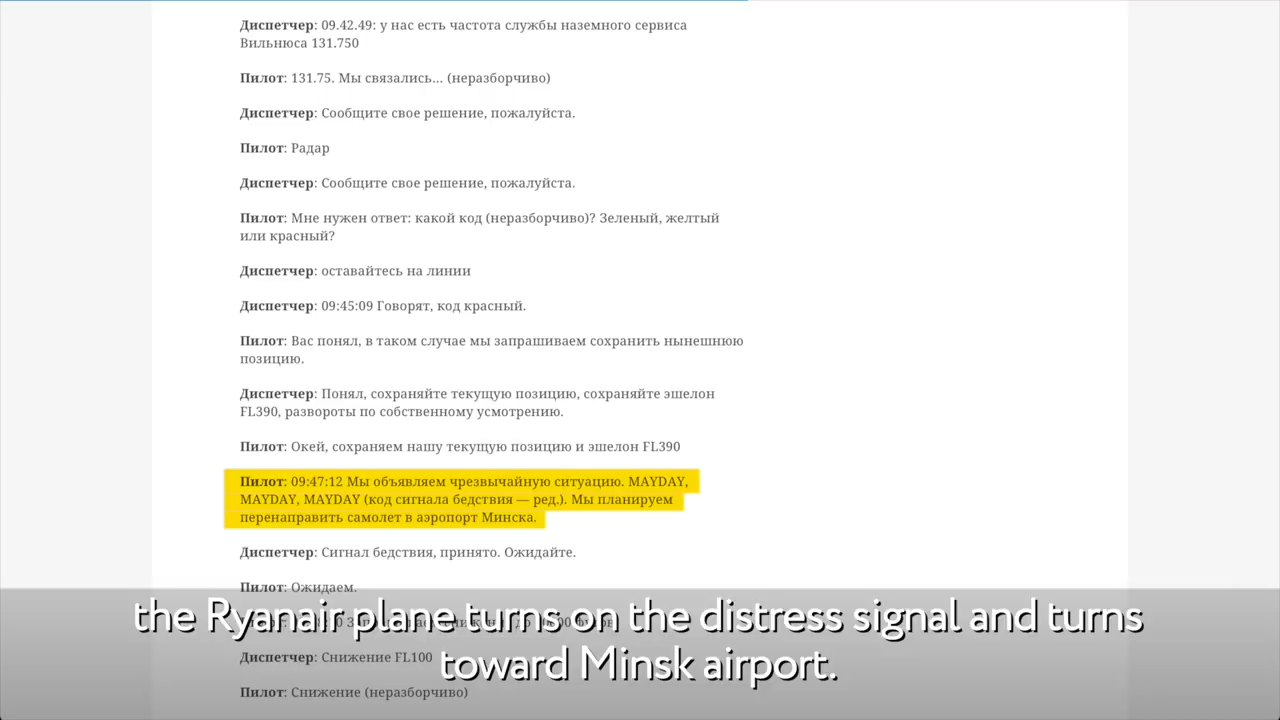 Диспетчер: 09.42.49: у нас есть частота службы наземного сервиса
Вильнюса 131.750
Пилот: 131.75. Мы связались... (неразборчиво)
Диспетчер: Сообщите свое решение, пожалуйста.
Пилот: Радар
Диспетчер: Сообщите свое решение, пожалуйста.
Пилот: Мне нужен ответ: какой код (неразборчиво)? Зеленый, желтый
или красный?
Диспетчер: оставайтесь на линии
Диспетчер: 09:45:09 Говорят, код красный.
Пилот: Вас понял, в таком случае мы запрашиваем сохранить нынешнюю
позицию.
Диспетчер: Понял, сохраняйте текущую позицию, сохраняйте эшелон
FL390, развороты по собственному усмотрению.
Пилот: Окей, сохраняем нашу текущую позицию и эшелон FL390
Пилот: 09:47:12 Мы объявляем чрезвычайную ситуацию. MAYDAY,
MAYDAY, MAYDAY (код сигнала бедствия — ред.). Мы планируем
перенаправить самолет в аэропорт Минска.
Диспетчер: Сигнал бедствия, принято. Ожидайте.
Пилот: Ожидаем.
the Ryanair plane turns on the distress signal and turns
toward Minsk airport.
Диспетчер: Снижение FL100
Пилот: Снижение (неразборчиво)